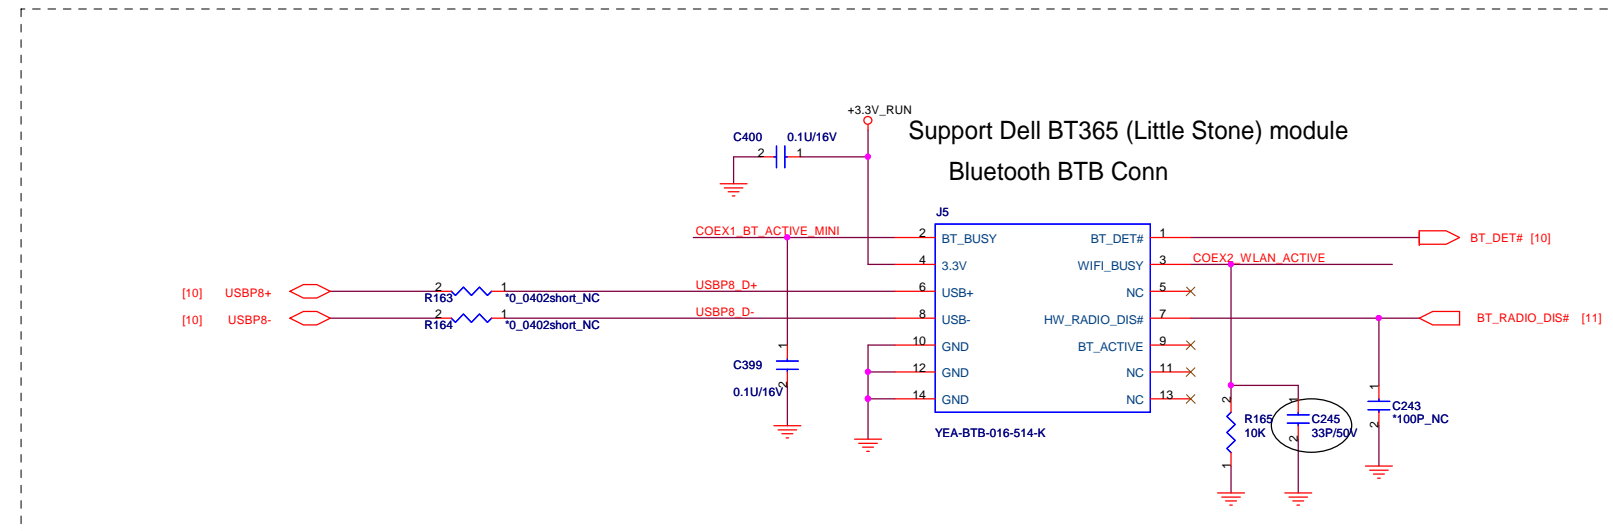 +3.3V_RUN
C400 0.1U/16V
2 1
Support Dell BT365 (Little Stone) module
Bluetooth BTB Conn
J5
COEX1_BT_ACTIVE_MINI 2 BT_BUSY BT_DET# 1 BT_DET# [10]
4 3.3V WIFI_BUSY 3 COEX2_WLAN_ACTIVE
[10] USBP8+ 2 R163 1 *0_0402short_NC USBP8_D+ 6 USB+ NC 5
[10] USBP8- 2 R164 1 *0_0402short_NC USBP8_D- 8 USB- HW_RADIO_DIS# 7 BT_RADIO_DIS# [11]
10 GND BT_ACTIVE 9
12 GND NC 11
14 GND NC 13
1 C399 2
0.1U/16V
YEA-BTB-016-514-K
2 R165 1
10K
1 C245 2
33P/50V
1 C243 2
*100P_NC